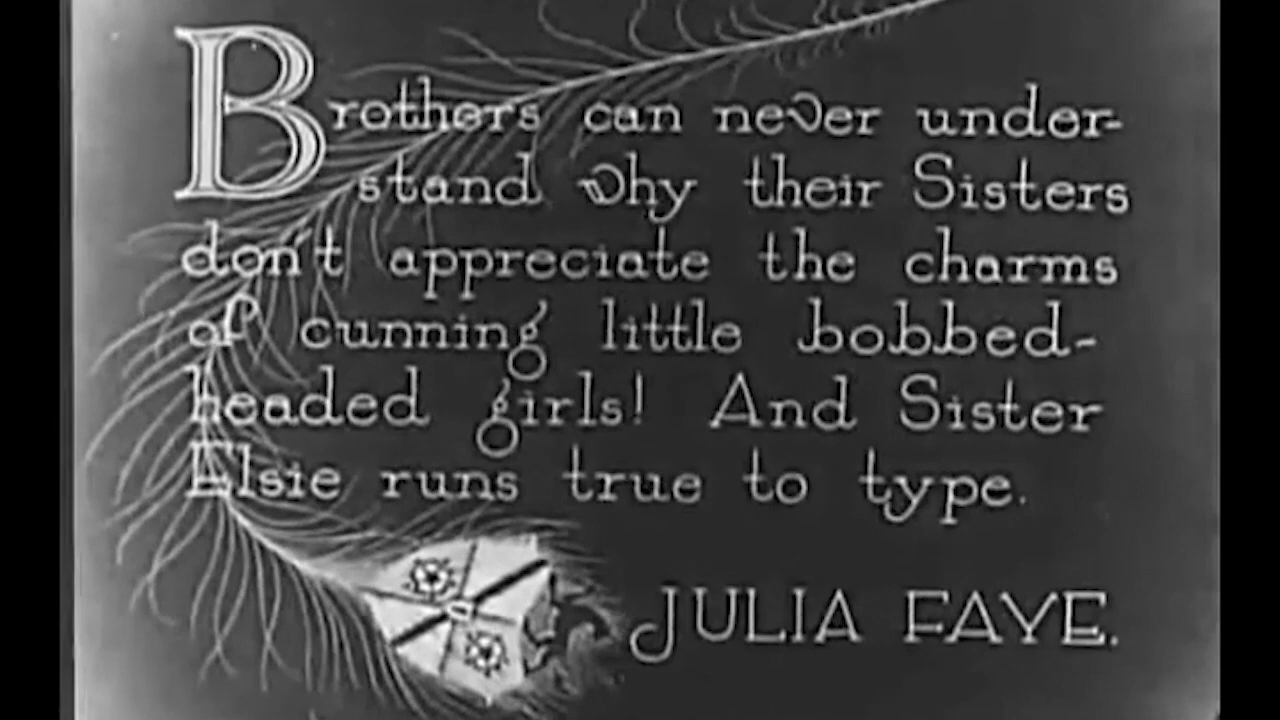 Brothers can never under-
stand why their Sisters
don't appreciate the charms
of cunning little bobbed-
headed girls! And Sister
Elsie runs true to type.
JULIA FAYE.